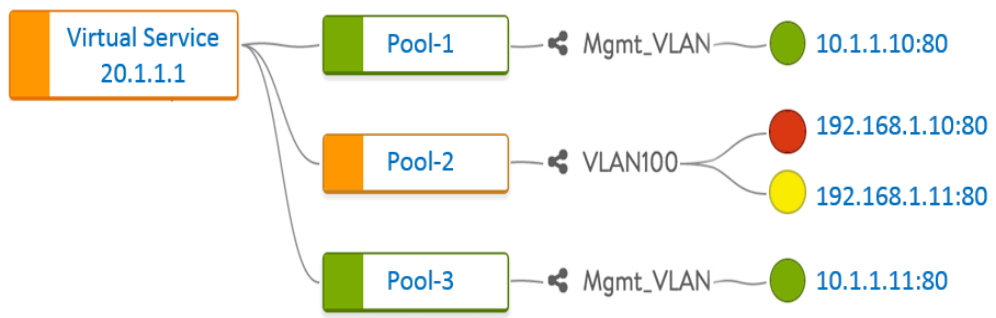 Virtual Service
20.1.1.1
Pool-1
Mgmt_VLAN
10.1.1.10:80
Pool-2
VLAN100
192.168.1.10:80
192.168.1.11:80
Pool-3
Mgmt_VLAN
10.1.1.11:80